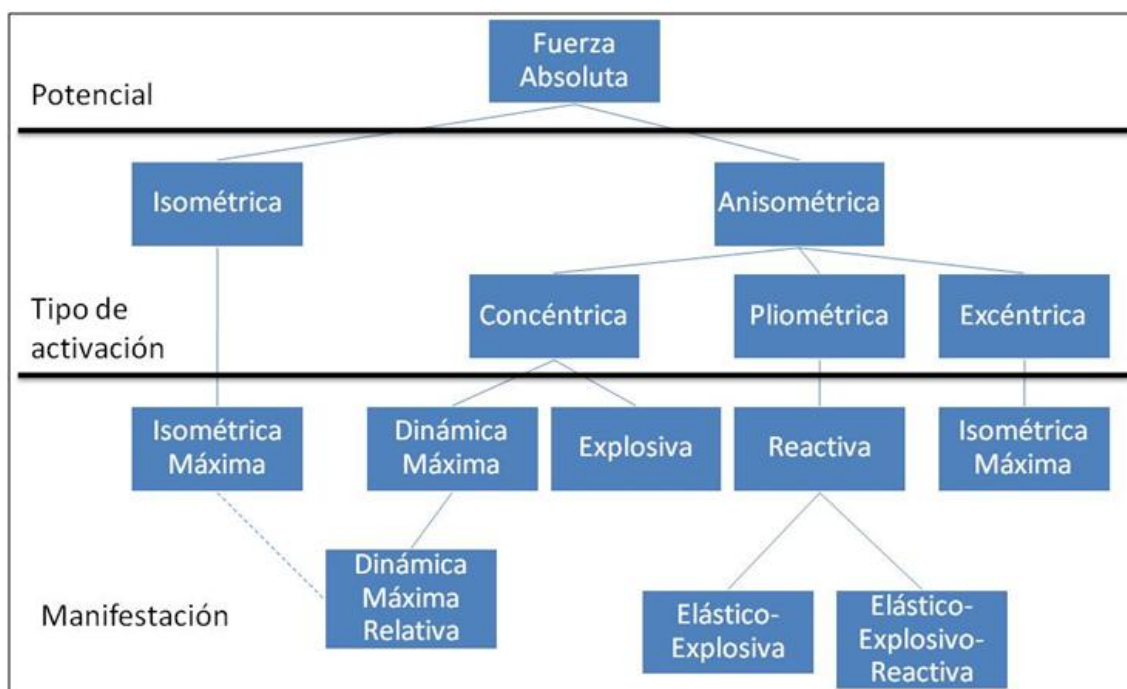 Fuerza
Absoluta
Potencial
Isométrica
Anisométrica
Tipo de
activación
Concéntrica
Pliométrica
Excéntrica
Isométrica
Máxima
Dinámica
Máxima
Explosiva
Reactiva
Isométrica
Máxima
Manifestación
Dinámica
Máxima
Relativa
Elástico-
Explosiva
Elástico-
Explosivo-
Reactiva